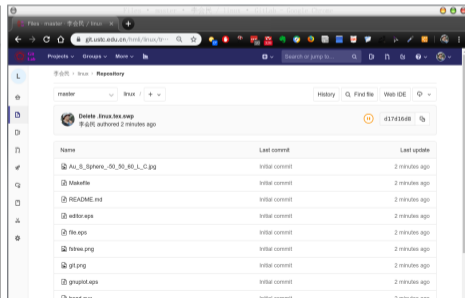 Files · master · 李会民 / linux
git.ustc.edu.cn/hmli/linux/
Projects Groups More
Search or jump to...
L 李会民 > linux > Repository
master
linux / +
History Find file Web IDE
Delete .linux.tex.swp
李会民 authored 2 minutes ago
d17d16d8
Name Last commit Last update
Au_S_Sphere_-50_50_60_L_C.jpg Initial commit 2 minutes ago
Makefile Initial commit 2 minutes ago
README.md Initial commit 2 minutes ago
editor.eps Initial commit 2 minutes ago
file.eps Initial commit 2 minutes ago
fstree.png Initial commit 2 minutes ago
git.png Initial commit 2 minutes ago
gnuplot.eps Initial commit 2 minutes ago
Initial commit 2 minutes ago